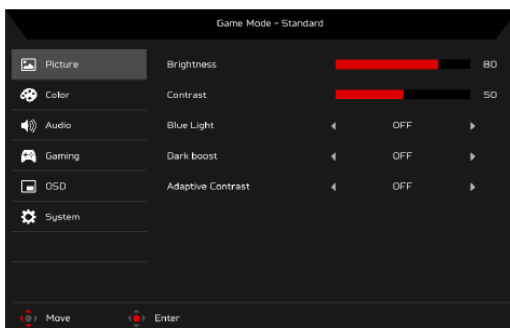 Game Mode - Standard
Picture
Brightness 80
Color
Contrast 50
Audio
Blue Light OFF
Gaming
Dark boost OFF
OSD
Adaptive Contrast OFF
System
Move Enter